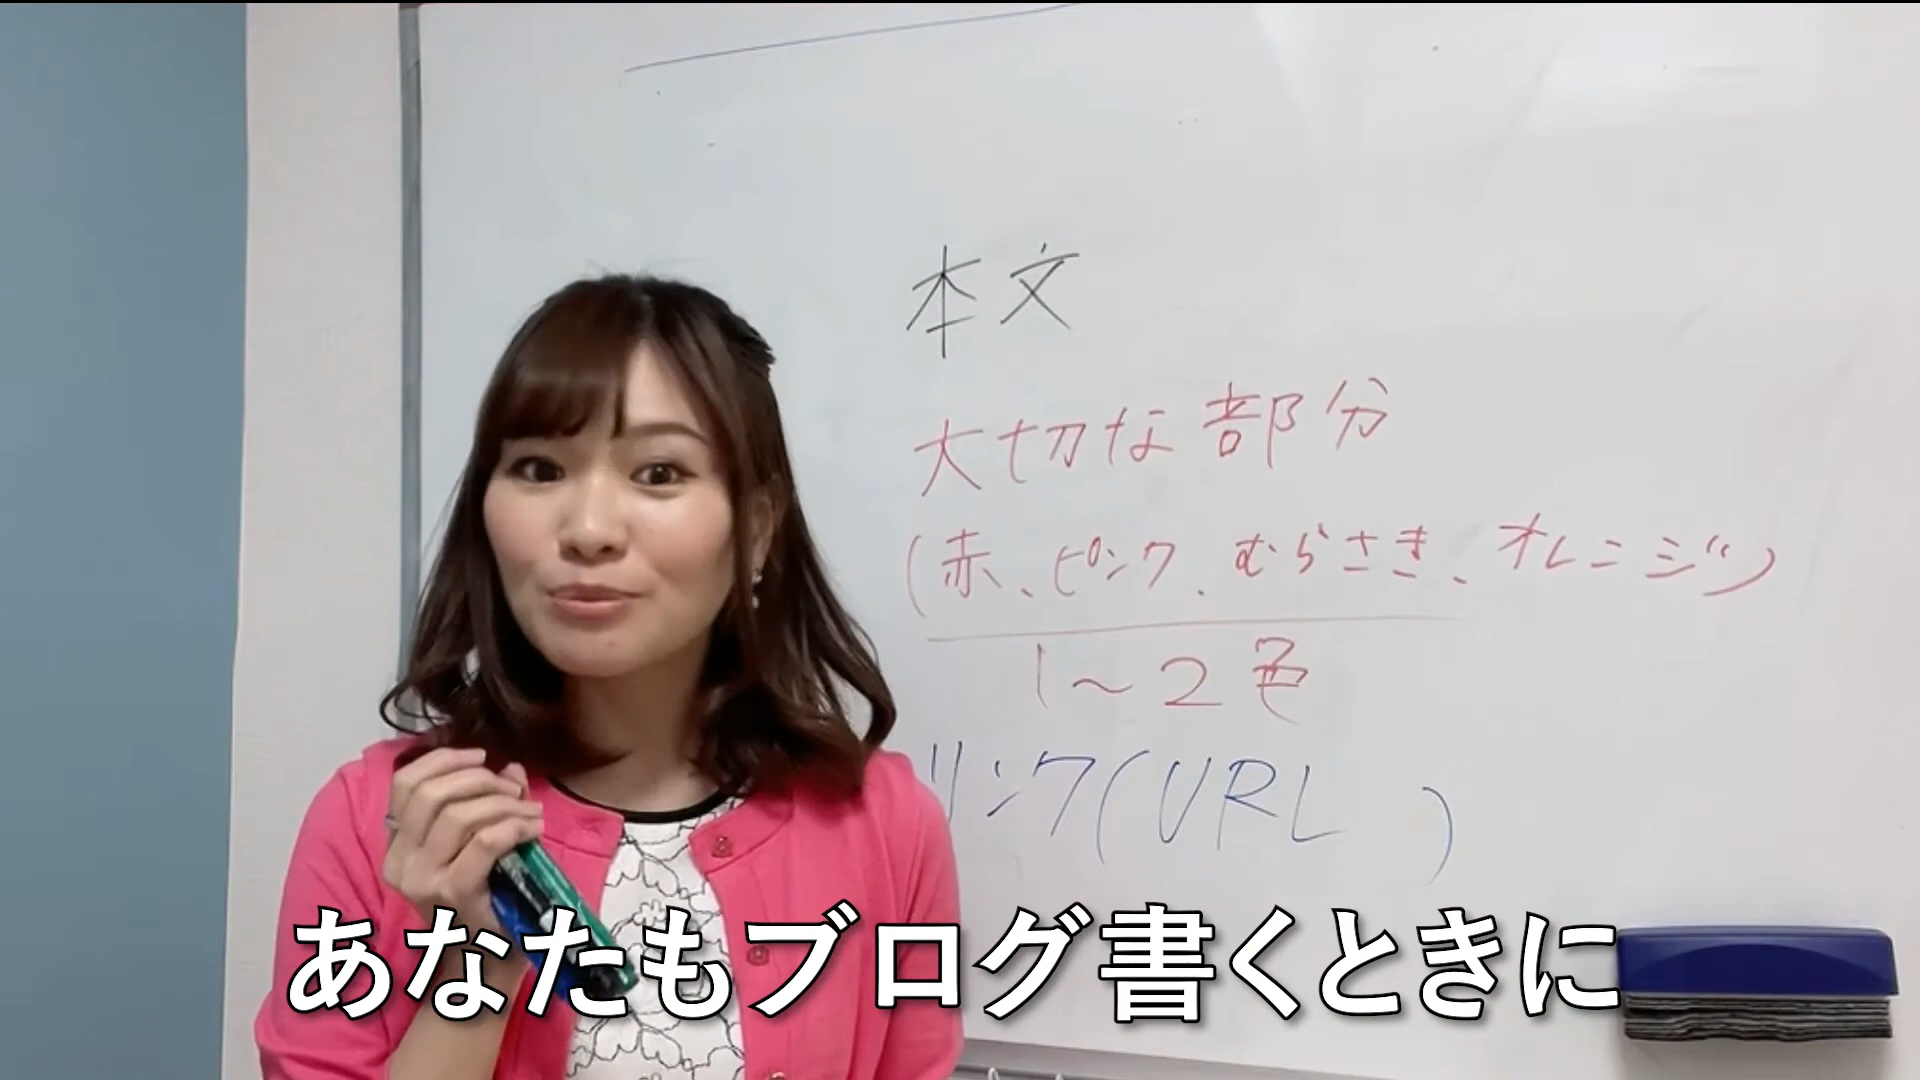 本文
大切な部分
(赤、ピンク、むらさき、オレンジ)
1～2色
リンク(URL )
あなたもブログ書くときに